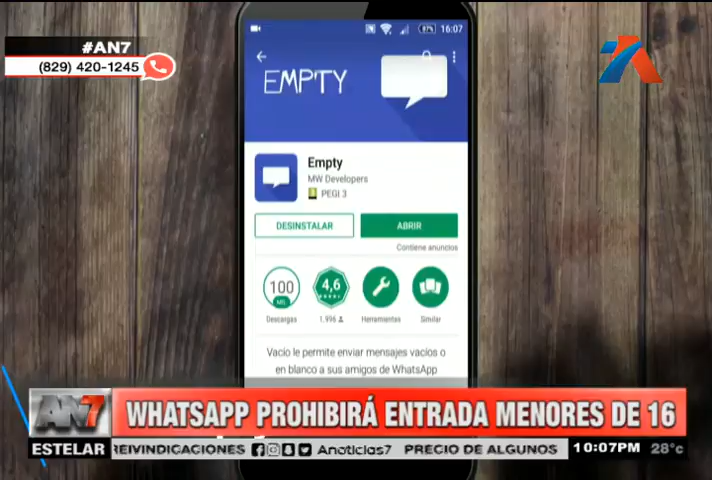 #AN7
(829) 420-1245
87% 16:07
EMPTY
Empty
MW Developers
PEGI 3
DESINSTALAR
ABRIR
Contiene anuncios
100
MIL
4,6
Descargas
1.996
Herramientas
Similar
Vacío le permite enviar mensajes vacíos o
en blanco a sus amigos de WhatsApp
AN7
WHATSAPP PROHIBIRÁ ENTRADA MENORES DE 16
ESTELAR
REIVINDICACIONES
Anoticias7
PRECIO DE ALGUNOS
10:07PM
28°c